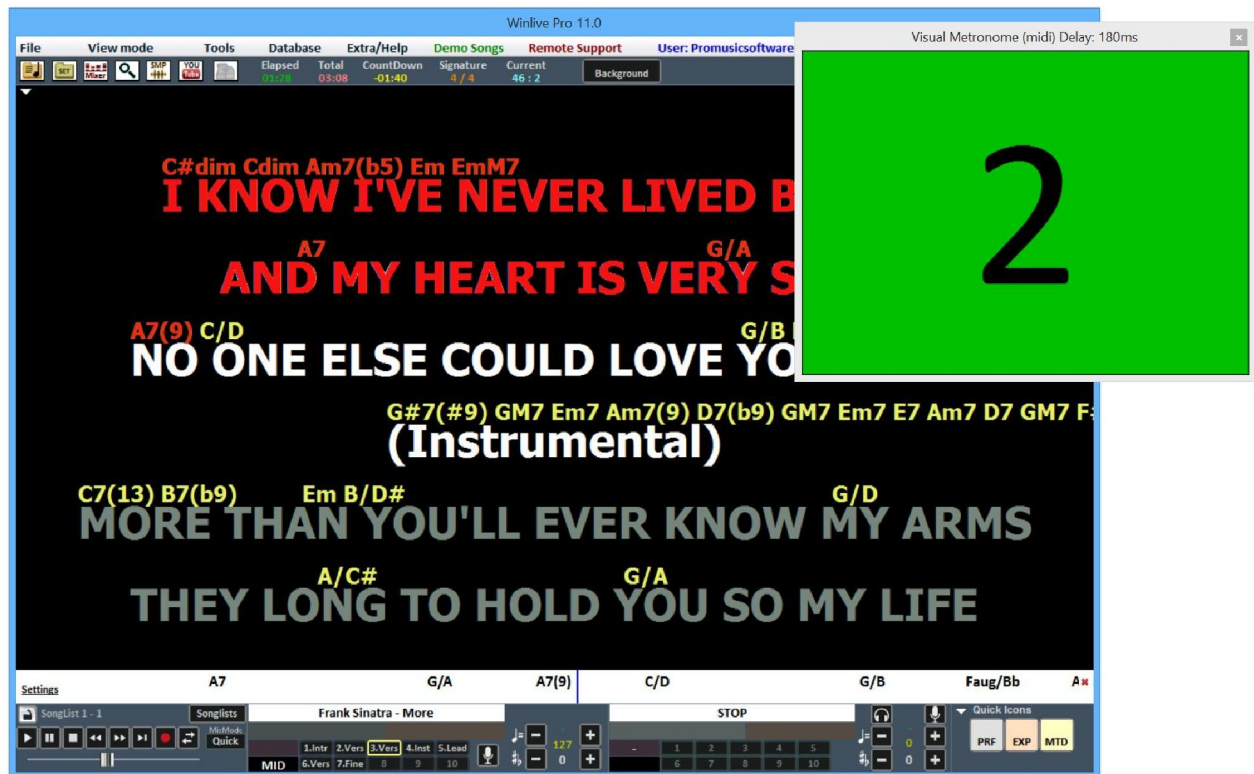 Winlive Pro 11.0
File View mode Tools Database Extra/Help Demo Songs Remote Support User: Promusicsoftware
Visual Metronome (midi) Delay: 180ms
SET Mixer SMP YOU Tube
Elapsed Total CountDown Signature Current
01:28 03:08 -01:40 4 / 4 46 : 2
Background
2
C#dim Cdim Am7(b5) Em EmM7
I KNOW I'VE NEVER LIVED
A7 G/A
AND MY HEART IS VERY
A7(9) C/D G/B
NO ONE ELSE COULD LOVE
G#7(#9) GM7 Em7 Am7(9) D7(b9) GM7 Em7 E7 Am7 D7 GM7
(Instrumental)
C7(13) B7(b9) Em B/D# G/D
MORE THAN YOU'LL EVER KNOW MY ARMS
A/C# G/A
THEY LONG TO HOLD YOU SO MY LIFE
Settings A7 G/A A7(9) C/D G/B Faug/Bb
SongList 1 - 1 Songlists
Frank Sinatra - More
STOP
Quick Icons
MixMode
Quick
1.Intr 2.Vers 3.Vers 4.Inst 5.Lead
MID 6.Vers 7.Fine 8 9 10
127
0
- 1 2 3 4 5
6 7 8 9 10
0
0
PRF EXP MTD